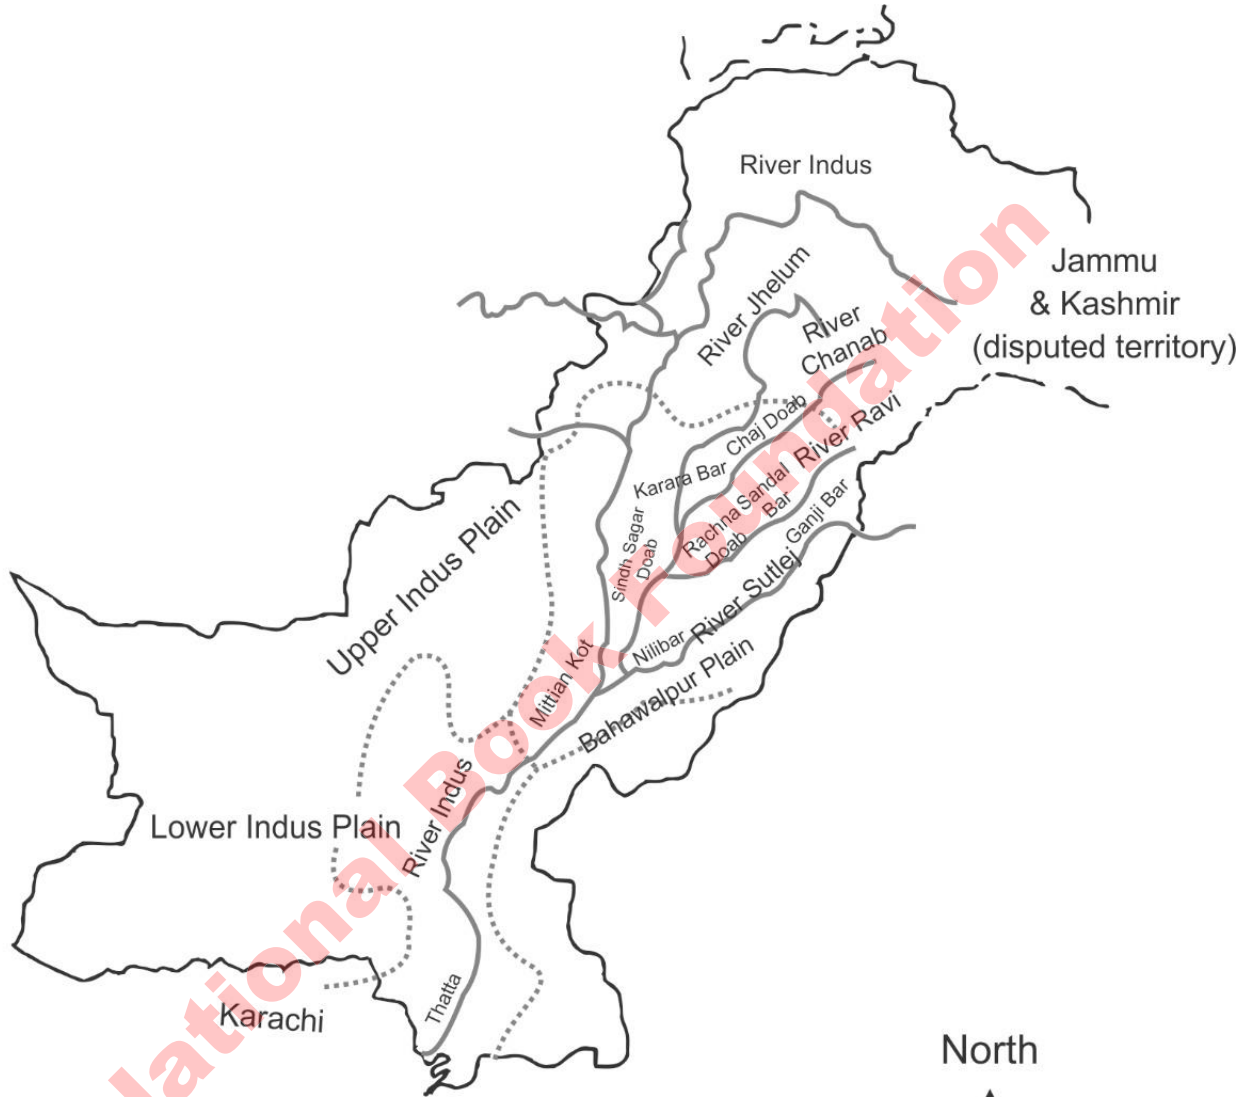 River Indus
Jammu
& Kashmir
(disputed territory)
River Jhelum
River
Chanab
Chaj Doab
River Ravi
Karara Bar
Sandal
Bar
Rachna
Doab
Ganji Bar
Sindh Sagar
Doab
Upper Indus Plain
River Sutlej
Nilibar
Mittian Kot
Bahawalpur Plain
River Indus
Lower Indus Plain
Thatta
Karachi
North
National Book Foundation